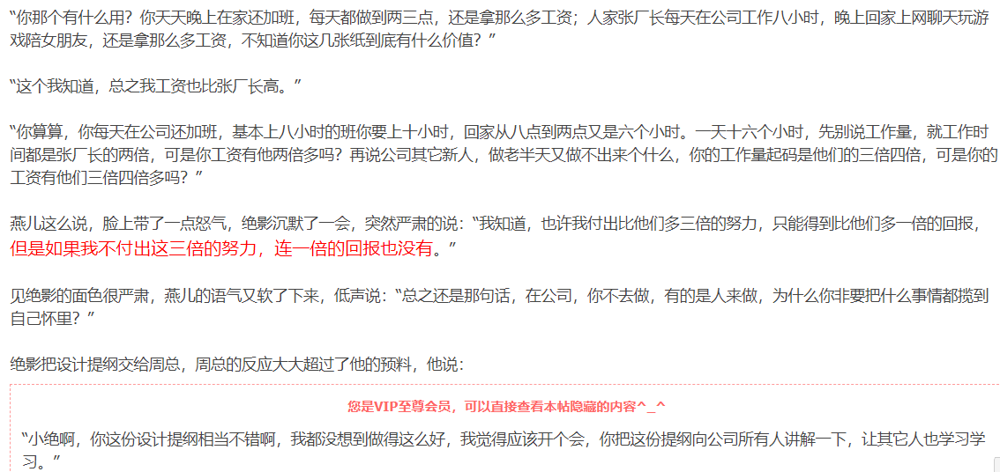 “你那个有什么用？你天天晚上在家还加班，每天都做到两三点，还是拿那么多工资；人家张厂长每天在公司工作八小时，晚上回家上网聊天玩游
戏陪女朋友，还是拿那么多工资，不知道你这几张纸到底有什么价值？”
“这个我知道，总之我工资也比张厂长高。”
“你算算，你每天在公司还加班，基本上八小时的班你要上十小时，回家从八点到两点又是六个小时。一天十六个小时，先别说工作量，就工作时
间都是张厂长的两倍，可是你工资有他两倍多吗？再说公司其它新人，做老半天又做不出来个什么，你的工作量起码是他们的三倍四倍，可是你的
工资有他们三倍四倍多吗？”
燕儿这么说，脸上带了一点怒气，绝影沉默了一会，突然严肃的说：“我知道，也许我付出比他们多三倍的努力，只能得到比他们多一倍的回报，
但是如果我不付出这三倍的努力，连一倍的回报也没有。”
见绝影的面色很严肃，燕儿的语气又软了下来，低声说：“总之还是那句话，在公司，你不去做，有的是人来做，为什么你非要把什么事情都揽到
自己怀里？”
绝影把设计提纲交给周总，周总的反应大大超过了他的预料，他说：
您是VIP至尊会员，可以直接查看本帖隐藏的内容^_^
“小绝啊，你这份设计提纲相当不错啊，我都没想到做得这么好，我觉得应该开个会，你把这份提纲向公司所有人讲解一下，让其它人也学习学
习。”